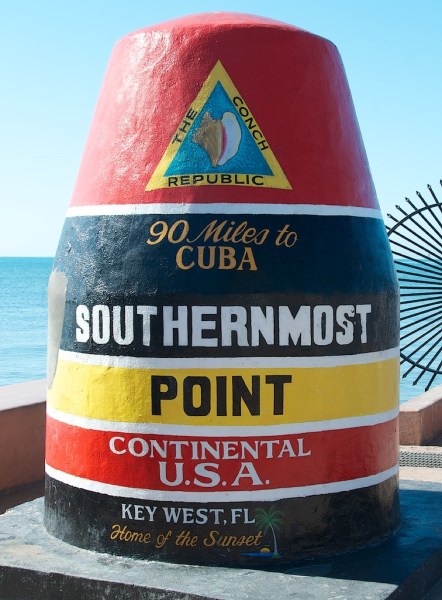 THE CONCH
REPUBLIC
90 Miles to
CUBA
SOUTHERNMOST
POINT
CONTINENTAL
U.S.A.
KEY WEST, FL
Home of the Sunset